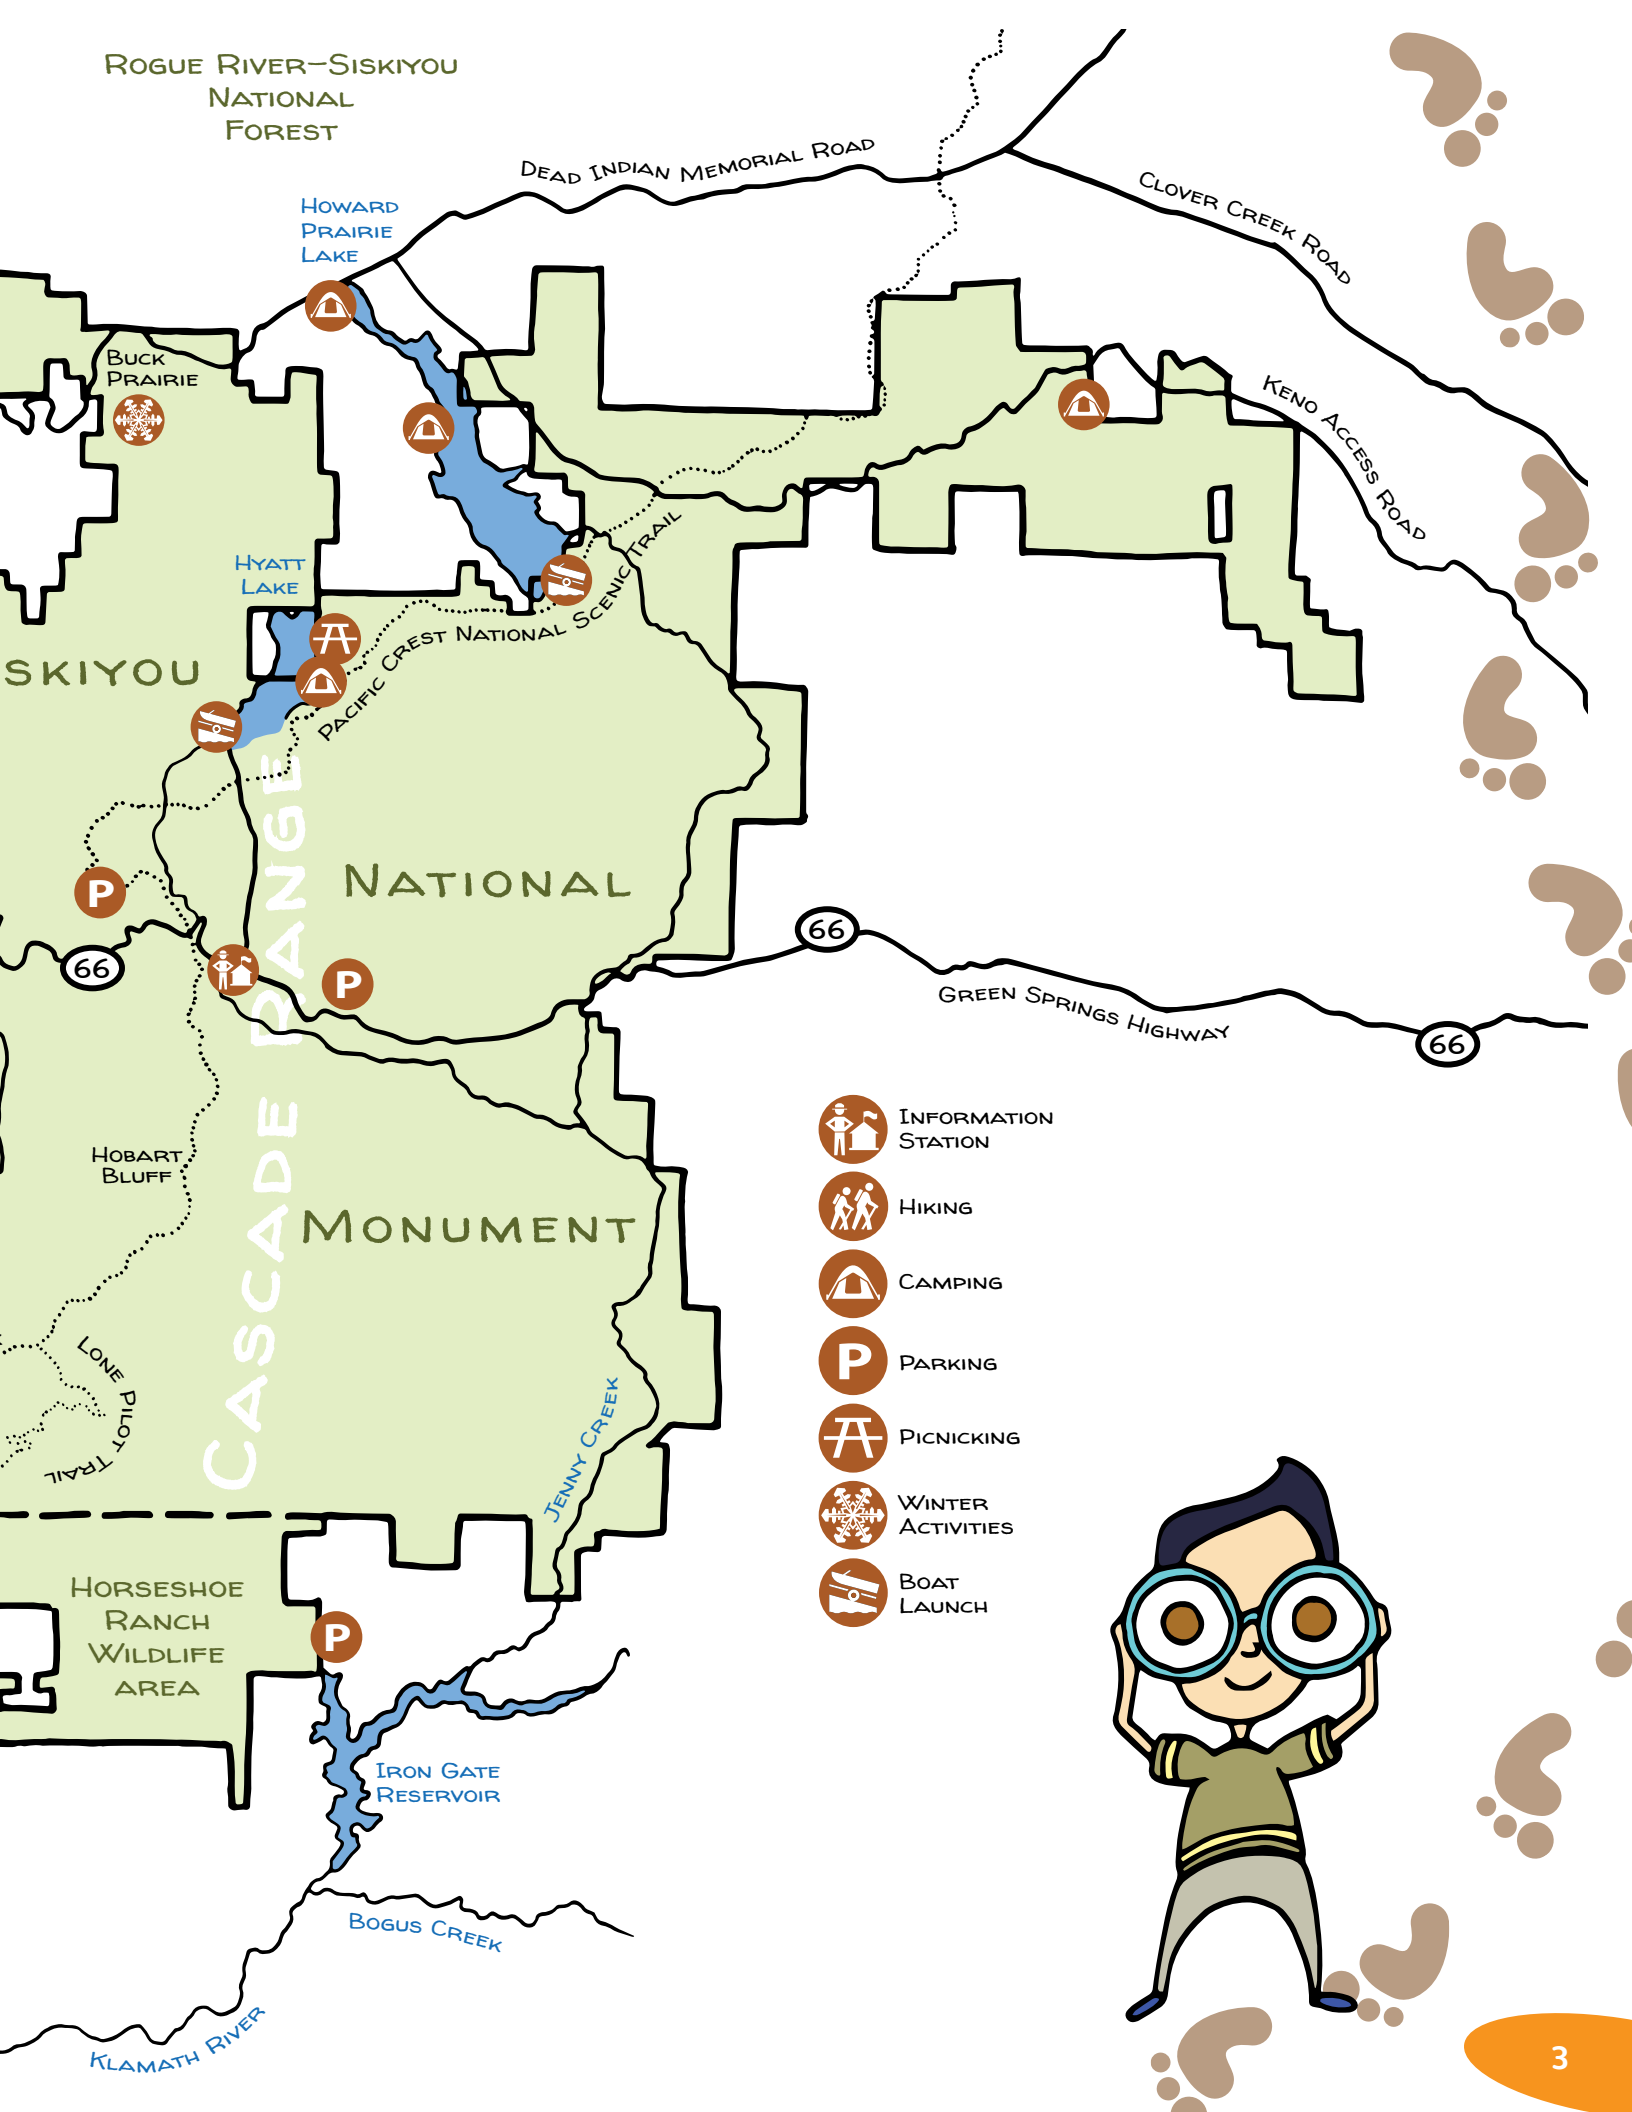 Rogue River–Siskiyou
National
Forest
Dead Indian Memorial Road
Clover Creek Road
Howard
Prairie
Lake
Buck
Prairie
Keno Access Road
Hyatt
Lake
Pacific Crest National Scenic Trail
skiyou
National
P
66
66
P
66
Green Springs Highway
Cascade Range
Hobart
Bluff
Monument
Lone Pilot Trail
Jenny Creek
Information
Station
Hiking
Camping
P
Parking
Picnicking
Winter
Activities
Boat
Launch
Horseshoe
Ranch
Wildlife
area
P
Iron Gate
Reservoir
Bogus Creek
Klamath River
3